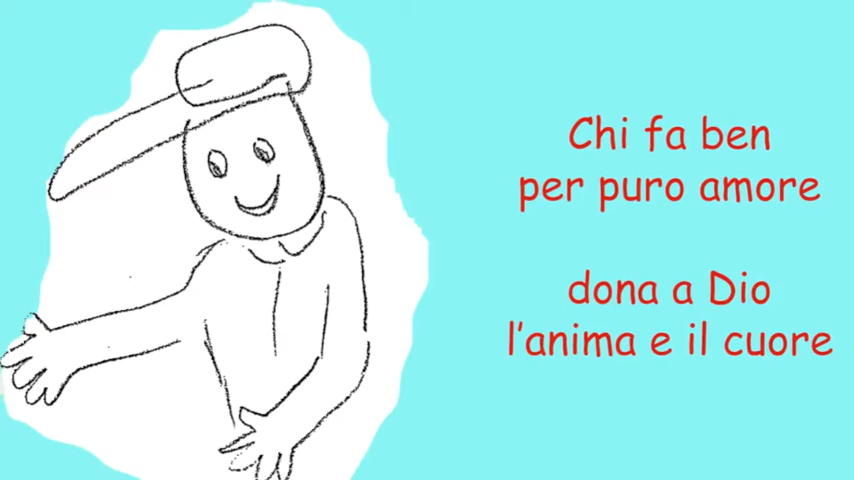 Chi fa ben
per puro amore
dona a Dio
l'anima e il cuore